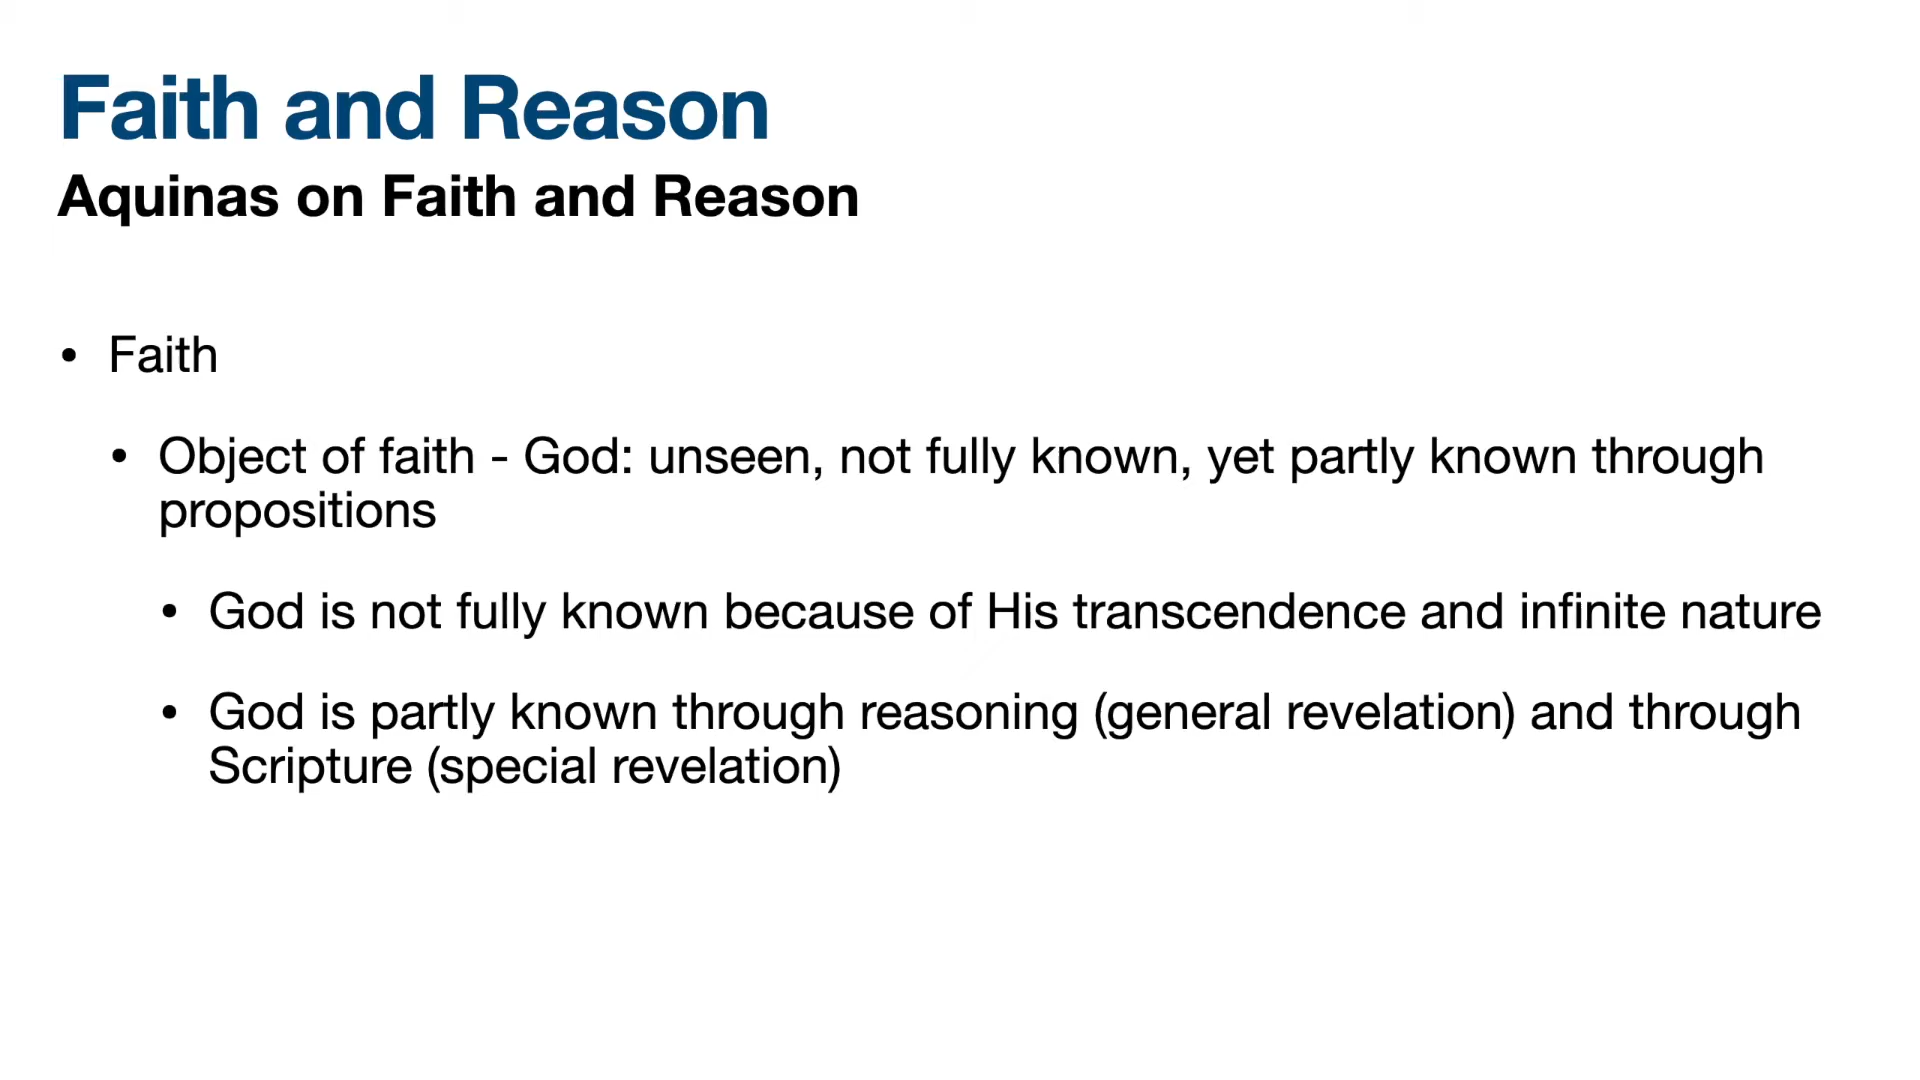 Faith and Reason
Aquinas on Faith and Reason
• Faith
• Object of faith - God: unseen, not fully known, yet partly known through
propositions
• God is not fully known because of His transcendence and infinite nature
• God is partly known through reasoning (general revelation) and through
Scripture (special revelation)